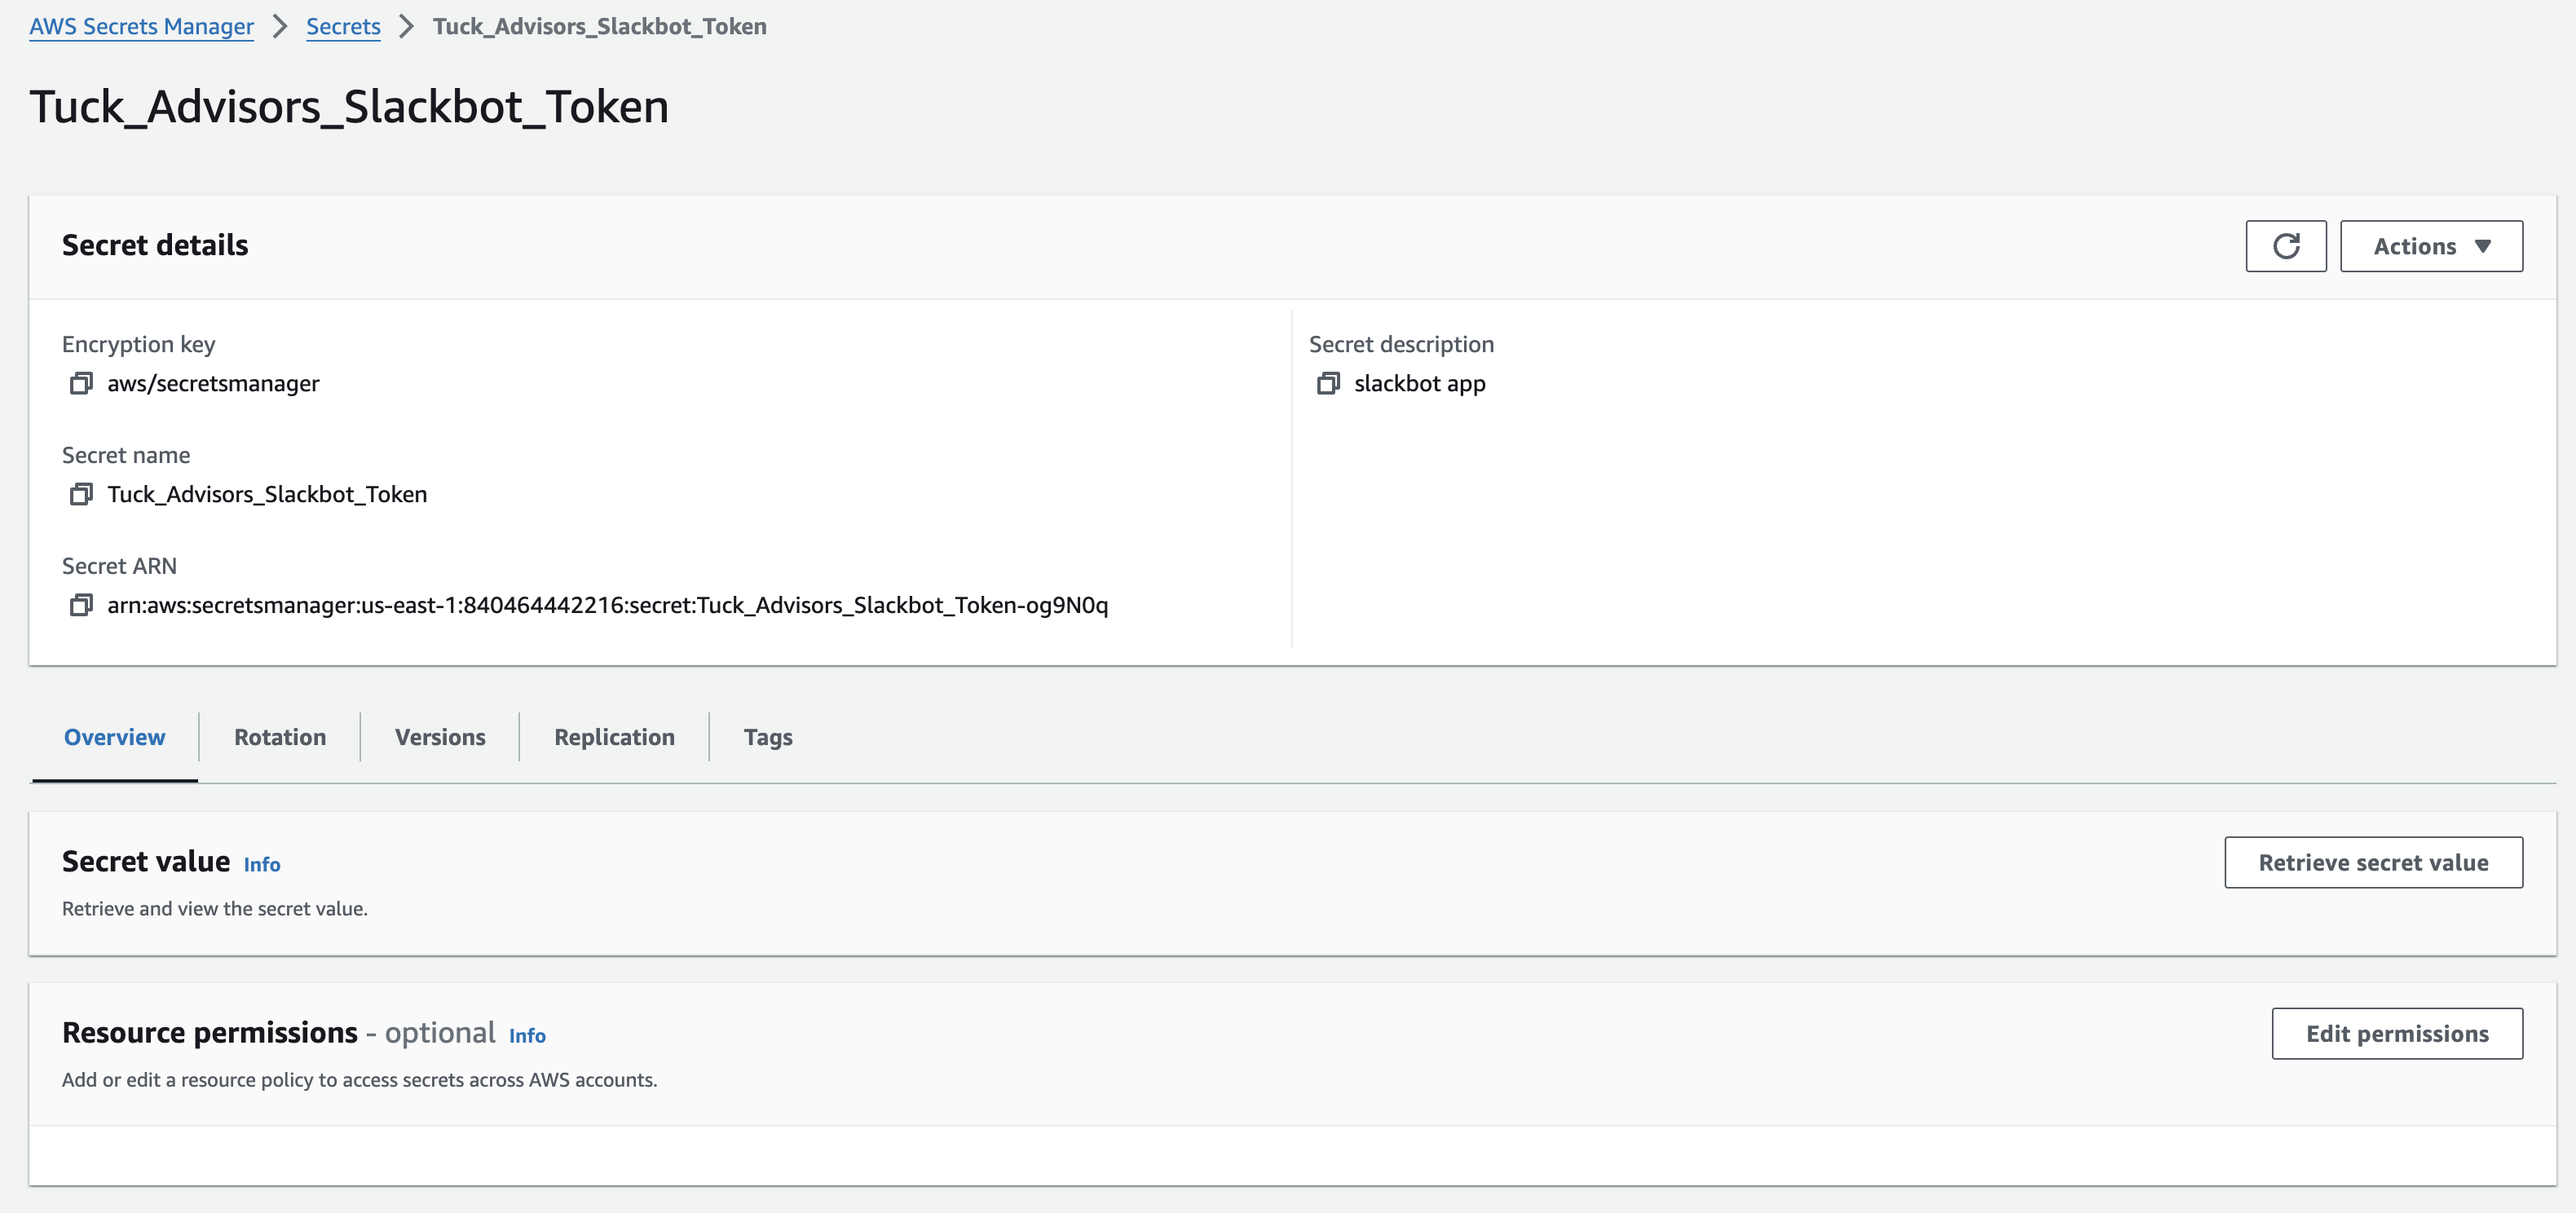 AWS Secrets Manager > Secrets > Tuck_Advisors_Slackbot_Token
Tuck_Advisors_Slackbot_Token
Secret details
Actions
Encryption key
aws/secretsmanager
Secret name
Tuck_Advisors_Slackbot_Token
Secret ARN
arn:aws:secretsmanager:us-east-1:840464442216:secret:Tuck_Advisors_Slackbot_Token-og9N0q
Secret description
slackbot app
Overview Rotation Versions Replication Tags
Secret value Info
Retrieve secret value
Retrieve and view the secret value.
Resource permissions - optional Info
Edit permissions
Add or edit a resource policy to access secrets across AWS accounts.